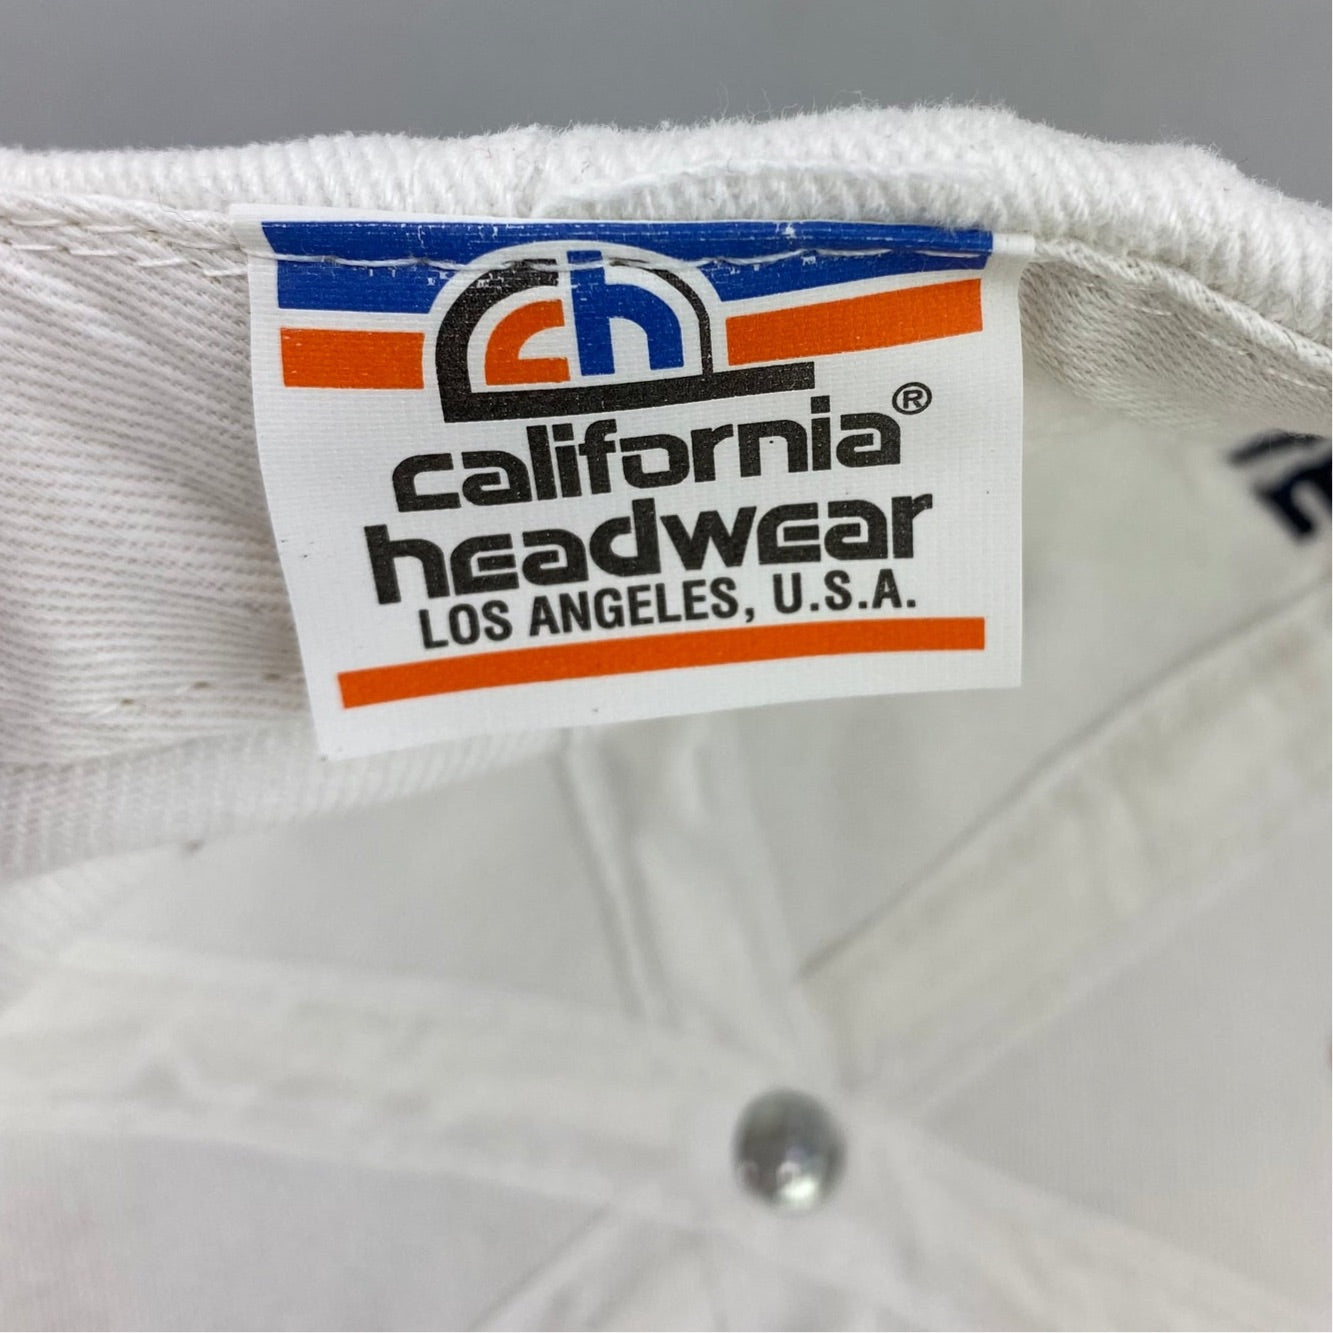 ch
california®
headwear
LOS ANGELES, U.S.A.